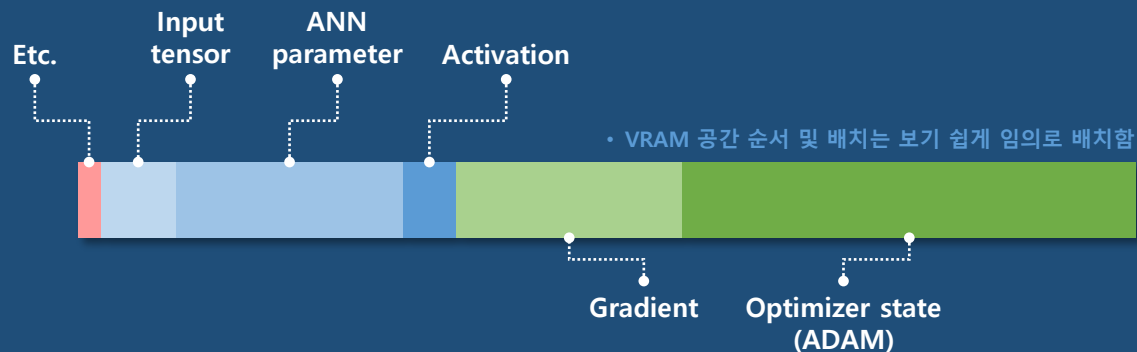 Etc.
Input
tensor
ANN
parameter
Activation
• VRAM 공간 순서 및 배치는 보기 쉽게 임의로 배치함
Gradient
Optimizer state
(ADAM)